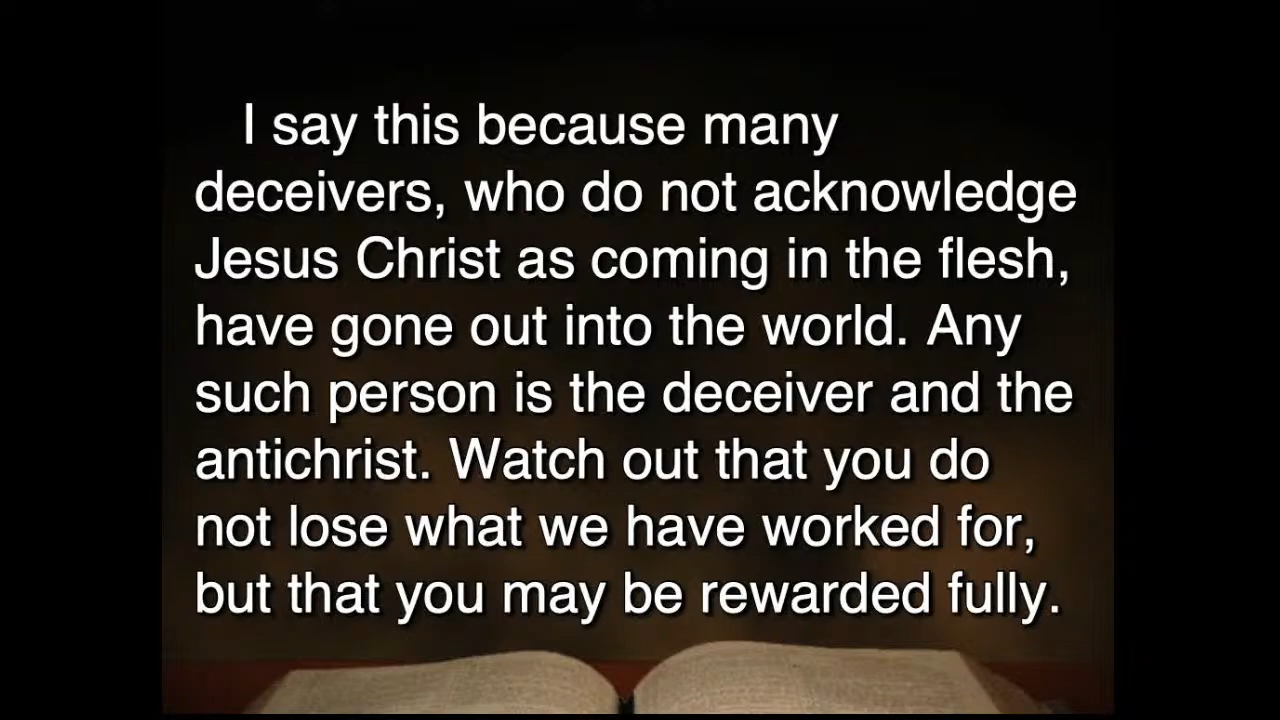 I say this because many
deceivers, who do not acknowledge
Jesus Christ as coming in the flesh,
have gone out into the world. Any
such person is the deceiver and the
antichrist. Watch out that you do
not lose what we have worked for,
but that you may be rewarded fully.